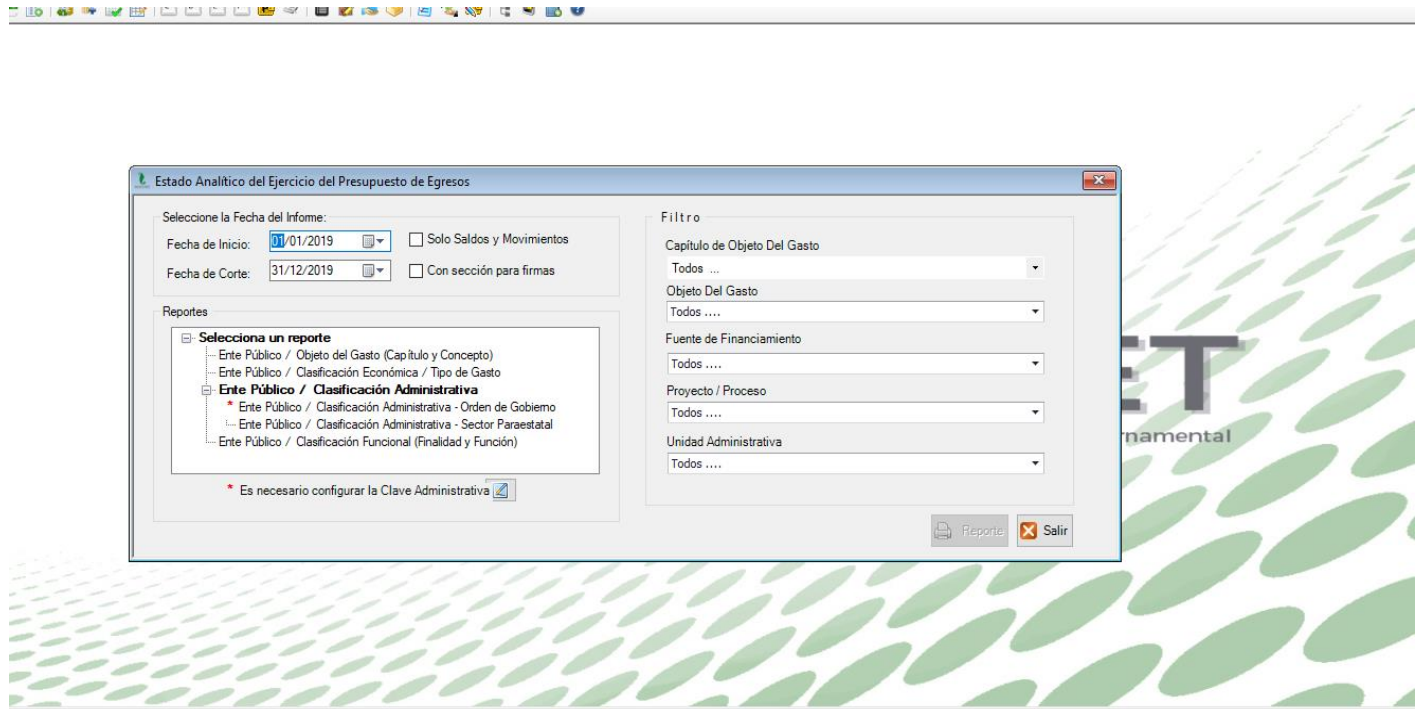 Estado Analítico del Ejercicio del Presupuesto de Egresos
Seleccione la Fecha del Informe:
Fecha de Inicio: 01/01/2019 Solo Saldos y Movimientos
Fecha de Corte: 31/12/2019 Con sección para firmas
Reportes
Selecciona un reporte
Ente Público / Objeto del Gasto (Capítulo y Concepto)
Ente Público / Clasificación Económica / Tipo de Gasto
Ente Público / Clasificación Administrativa
* Ente Público / Clasificación Administrativa - Orden de Gobierno
Ente Público / Clasificación Administrativa - Sector Paraestatal
Ente Público / Clasificación Funcional (Finalidad y Función)
* Es necesario configurar la Clave Administrativa
Filtro
Capítulo de Objeto Del Gasto
Todos ...
Objeto Del Gasto
Todos ....
Fuente de Financiamiento
Todos ....
Proyecto / Proceso
Todos ....
Unidad Administrativa
Todos ....
Reporte Salir
ET
rnamental